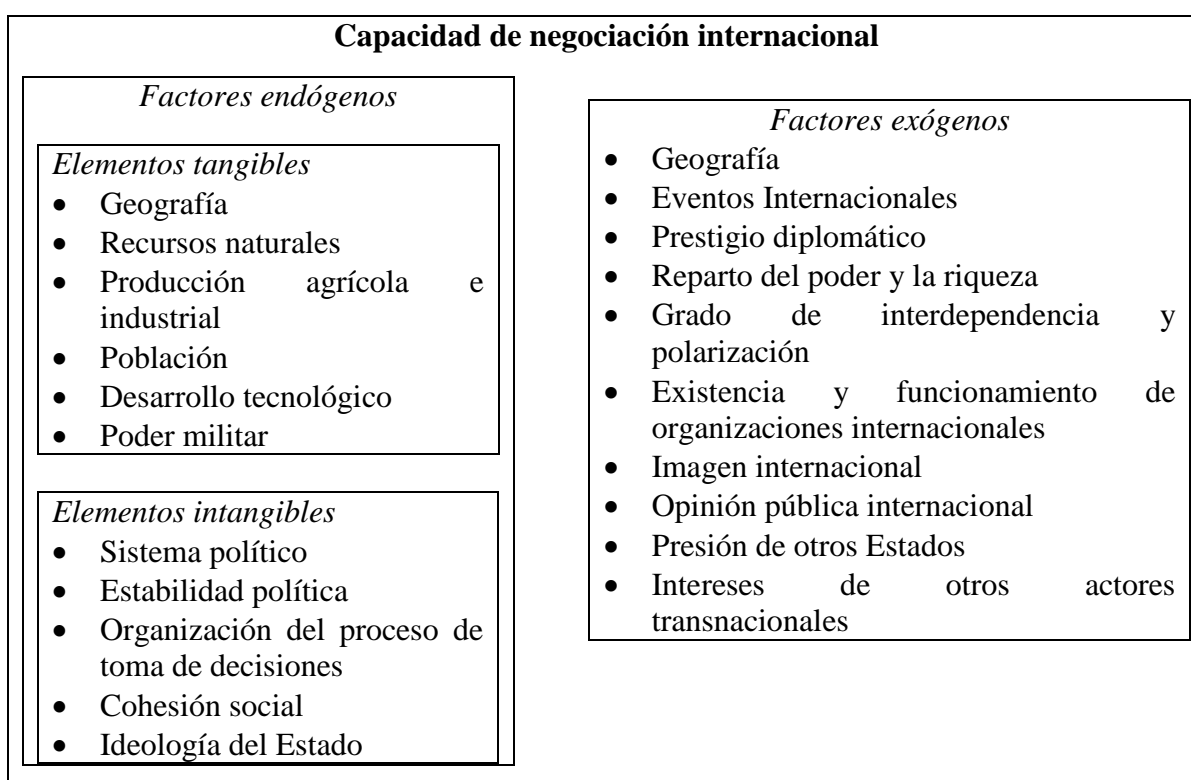 Capacidad de negociación internacional
Factores endógenos
Elementos tangibles
• Geografía
• Recursos naturales
• Producción agrícola e
industrial
• Población
• Desarrollo tecnológico
• Poder militar
Elementos intangibles
• Sistema político
• Estabilidad política
• Organización del proceso de
toma de decisiones
• Cohesión social
• Ideología del Estado
Factores exógenos
• Geografía
• Eventos Internacionales
• Prestigio diplomático
• Reparto del poder y la riqueza
• Grado de interdependencia y
polarización
• Existencia y funcionamiento de
organizaciones internacionales
• Imagen internacional
• Opinión pública internacional
• Presión de otros Estados
• Intereses de otros actores
transnacionales